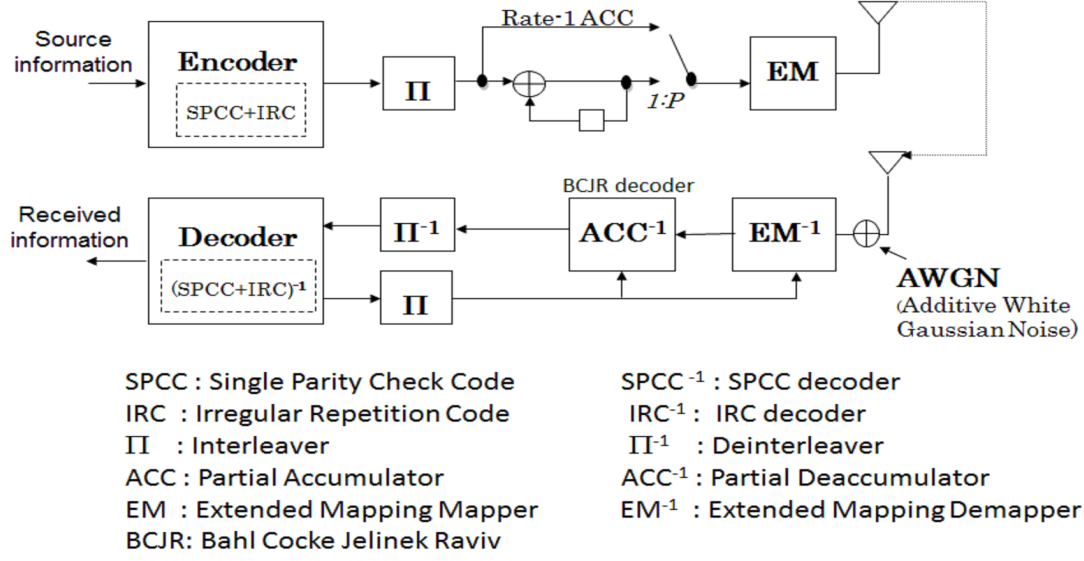 Rate-1 ACC
Source
information
Encoder
SPCC+IRC
Π
1:P
EM
BCJR decoder
Received
information
Decoder
(SPCC+IRC)-1
Π-1
Π
ACC-1
EM-1
AWGN
(Additive White
Gaussian Noise)
SPCC : Single Parity Check Code
SPCC -1 : SPCC decoder
IRC : Irregular Repetition Code
IRC-1 : IRC decoder
Π : Interleaver
Π-1 : Deinterleaver
ACC : Partial Accumulator
ACC-1 : Partial Deaccumulator
EM : Extended Mapping Mapper
EM-1 : Extended Mapping Demapper
BCJR: Bahl Cocke Jelinek Raviv